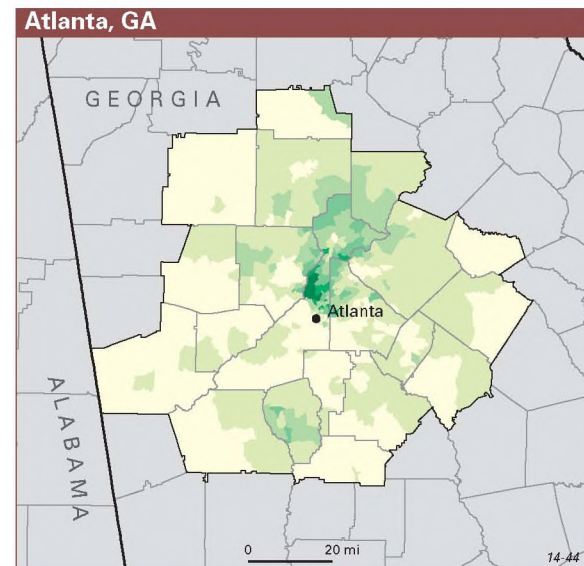 Atlanta, GA
GEORGIA
Atlanta
ALABAMA
0 20 mi
14-44